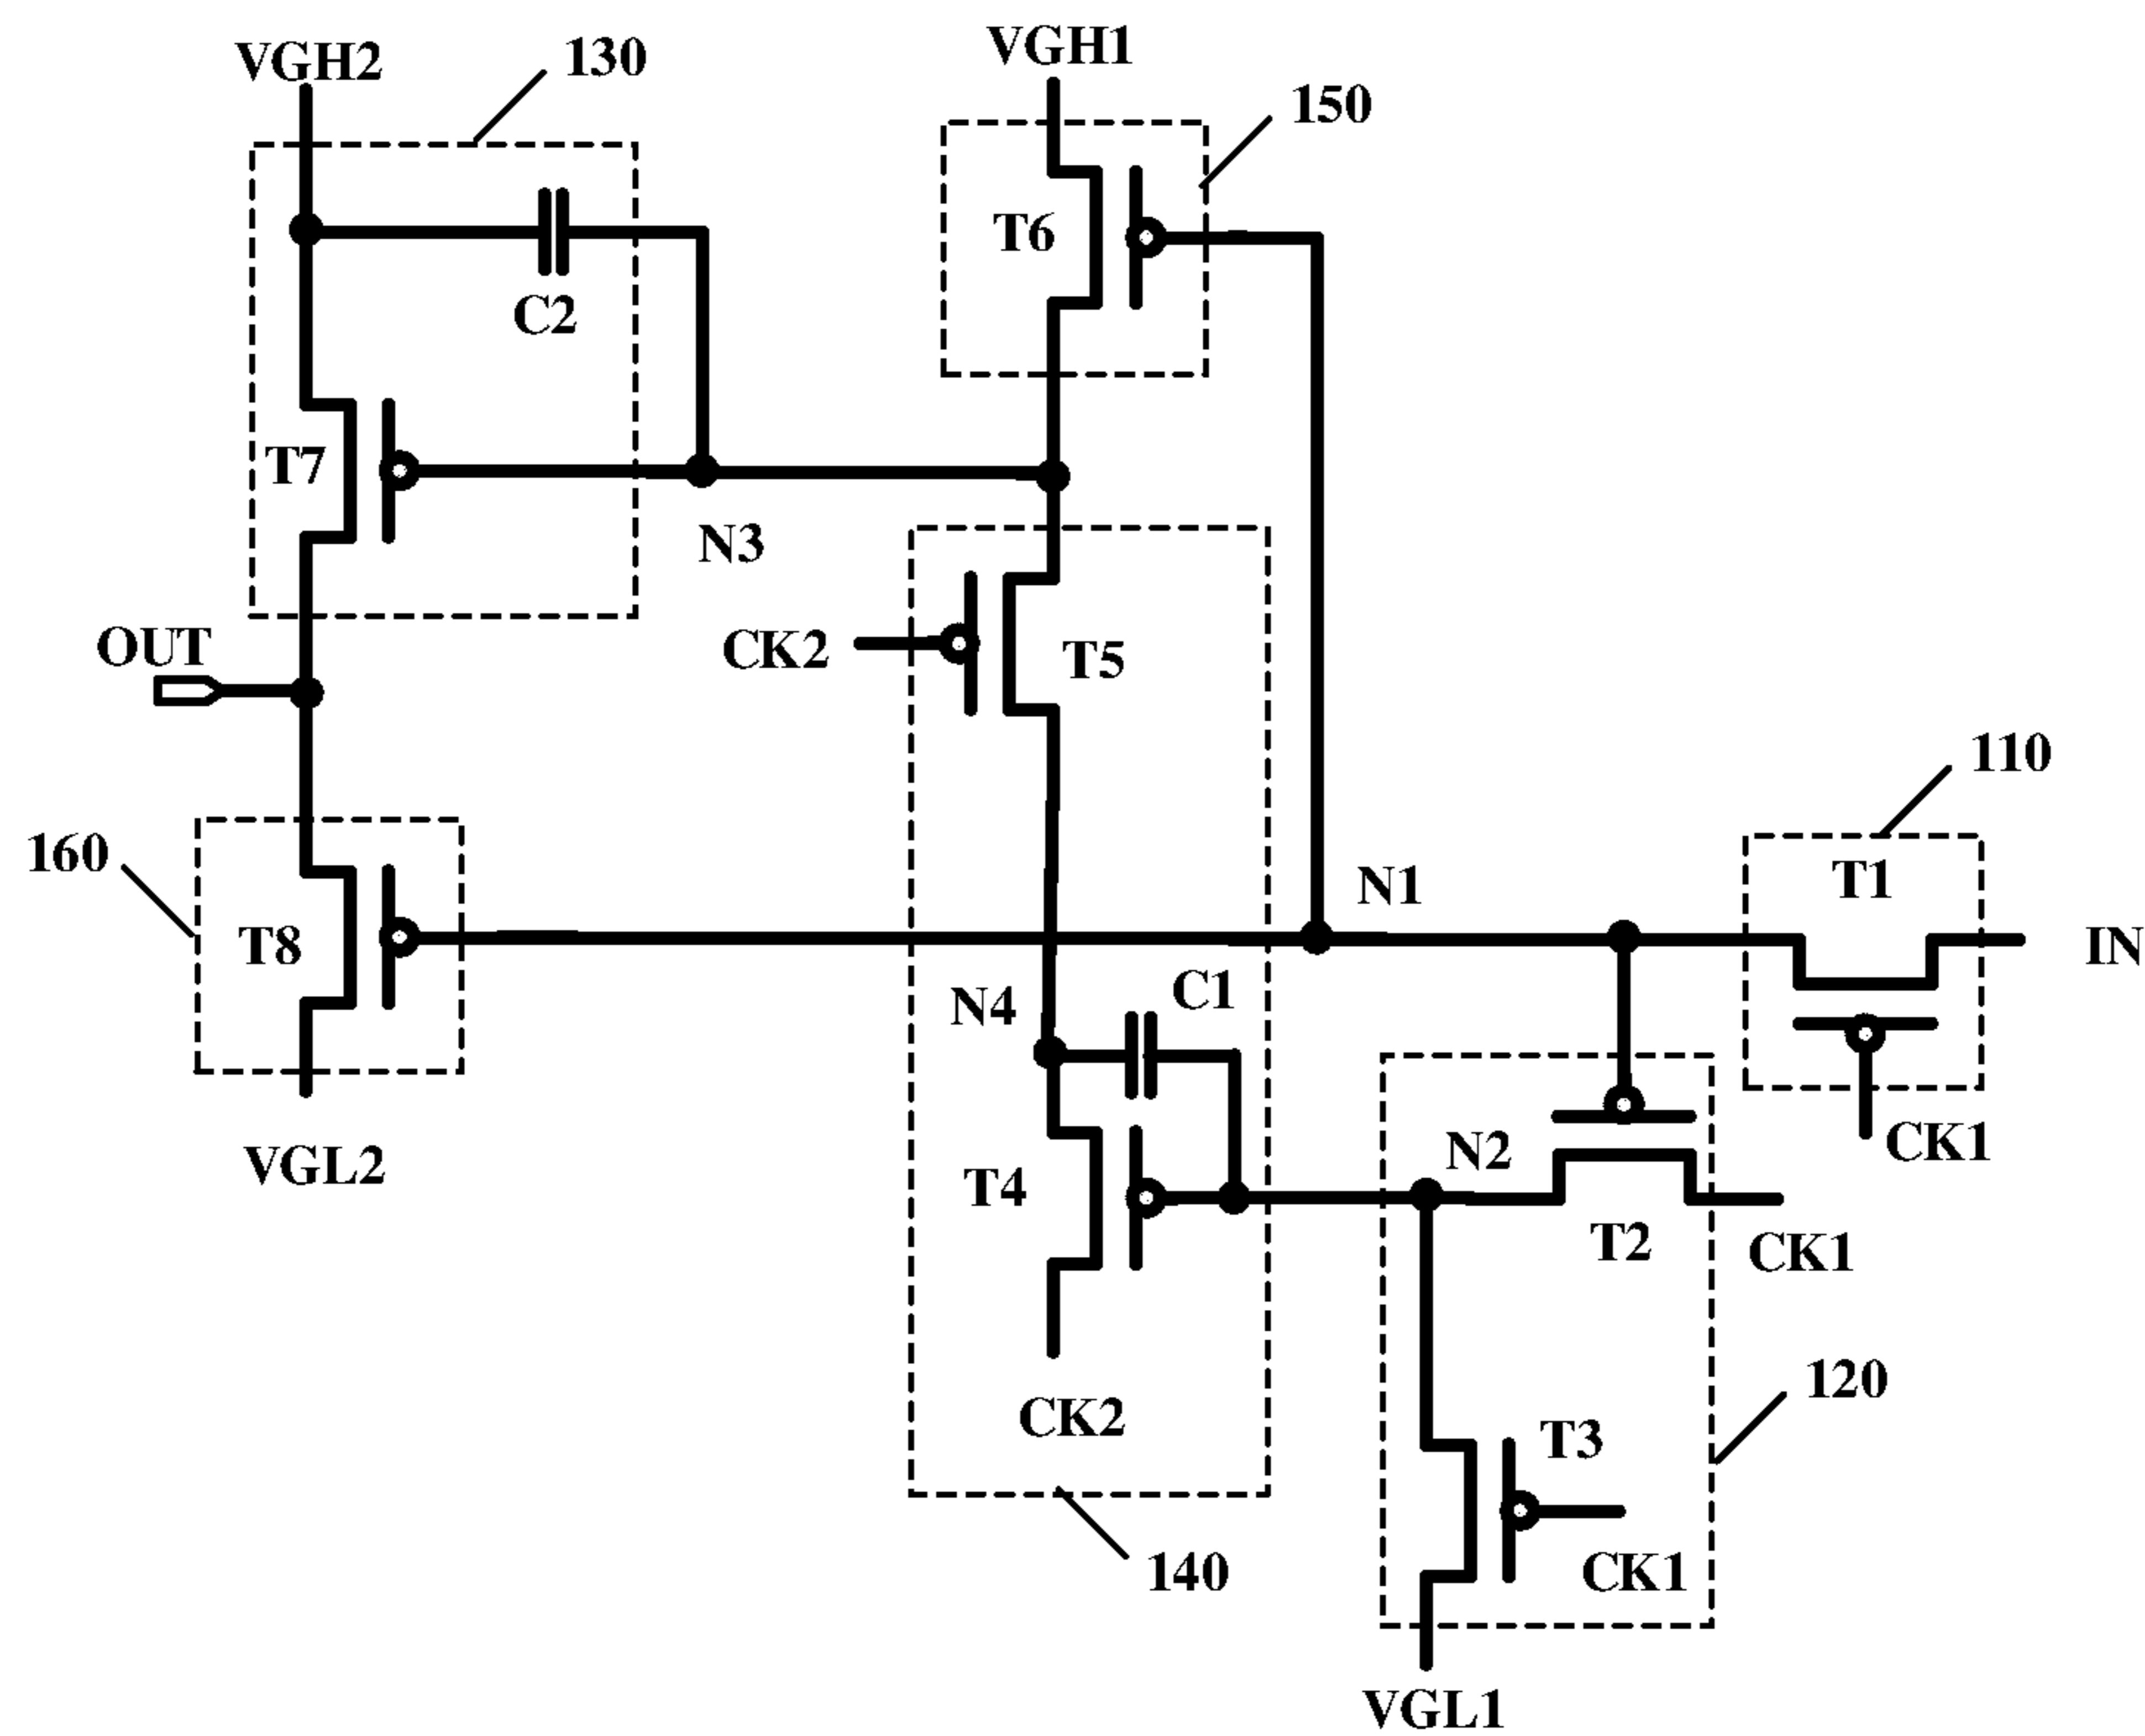 VGH2
130
VGH1
150
T6
C2
T7
N3
OUT
CK2
T5
110
160
T1
N1
T8
IN
C1
N4
CK1
N2
VGL2
T4
T2
CK1
120
CK2
T3
140
CK1
VGL1